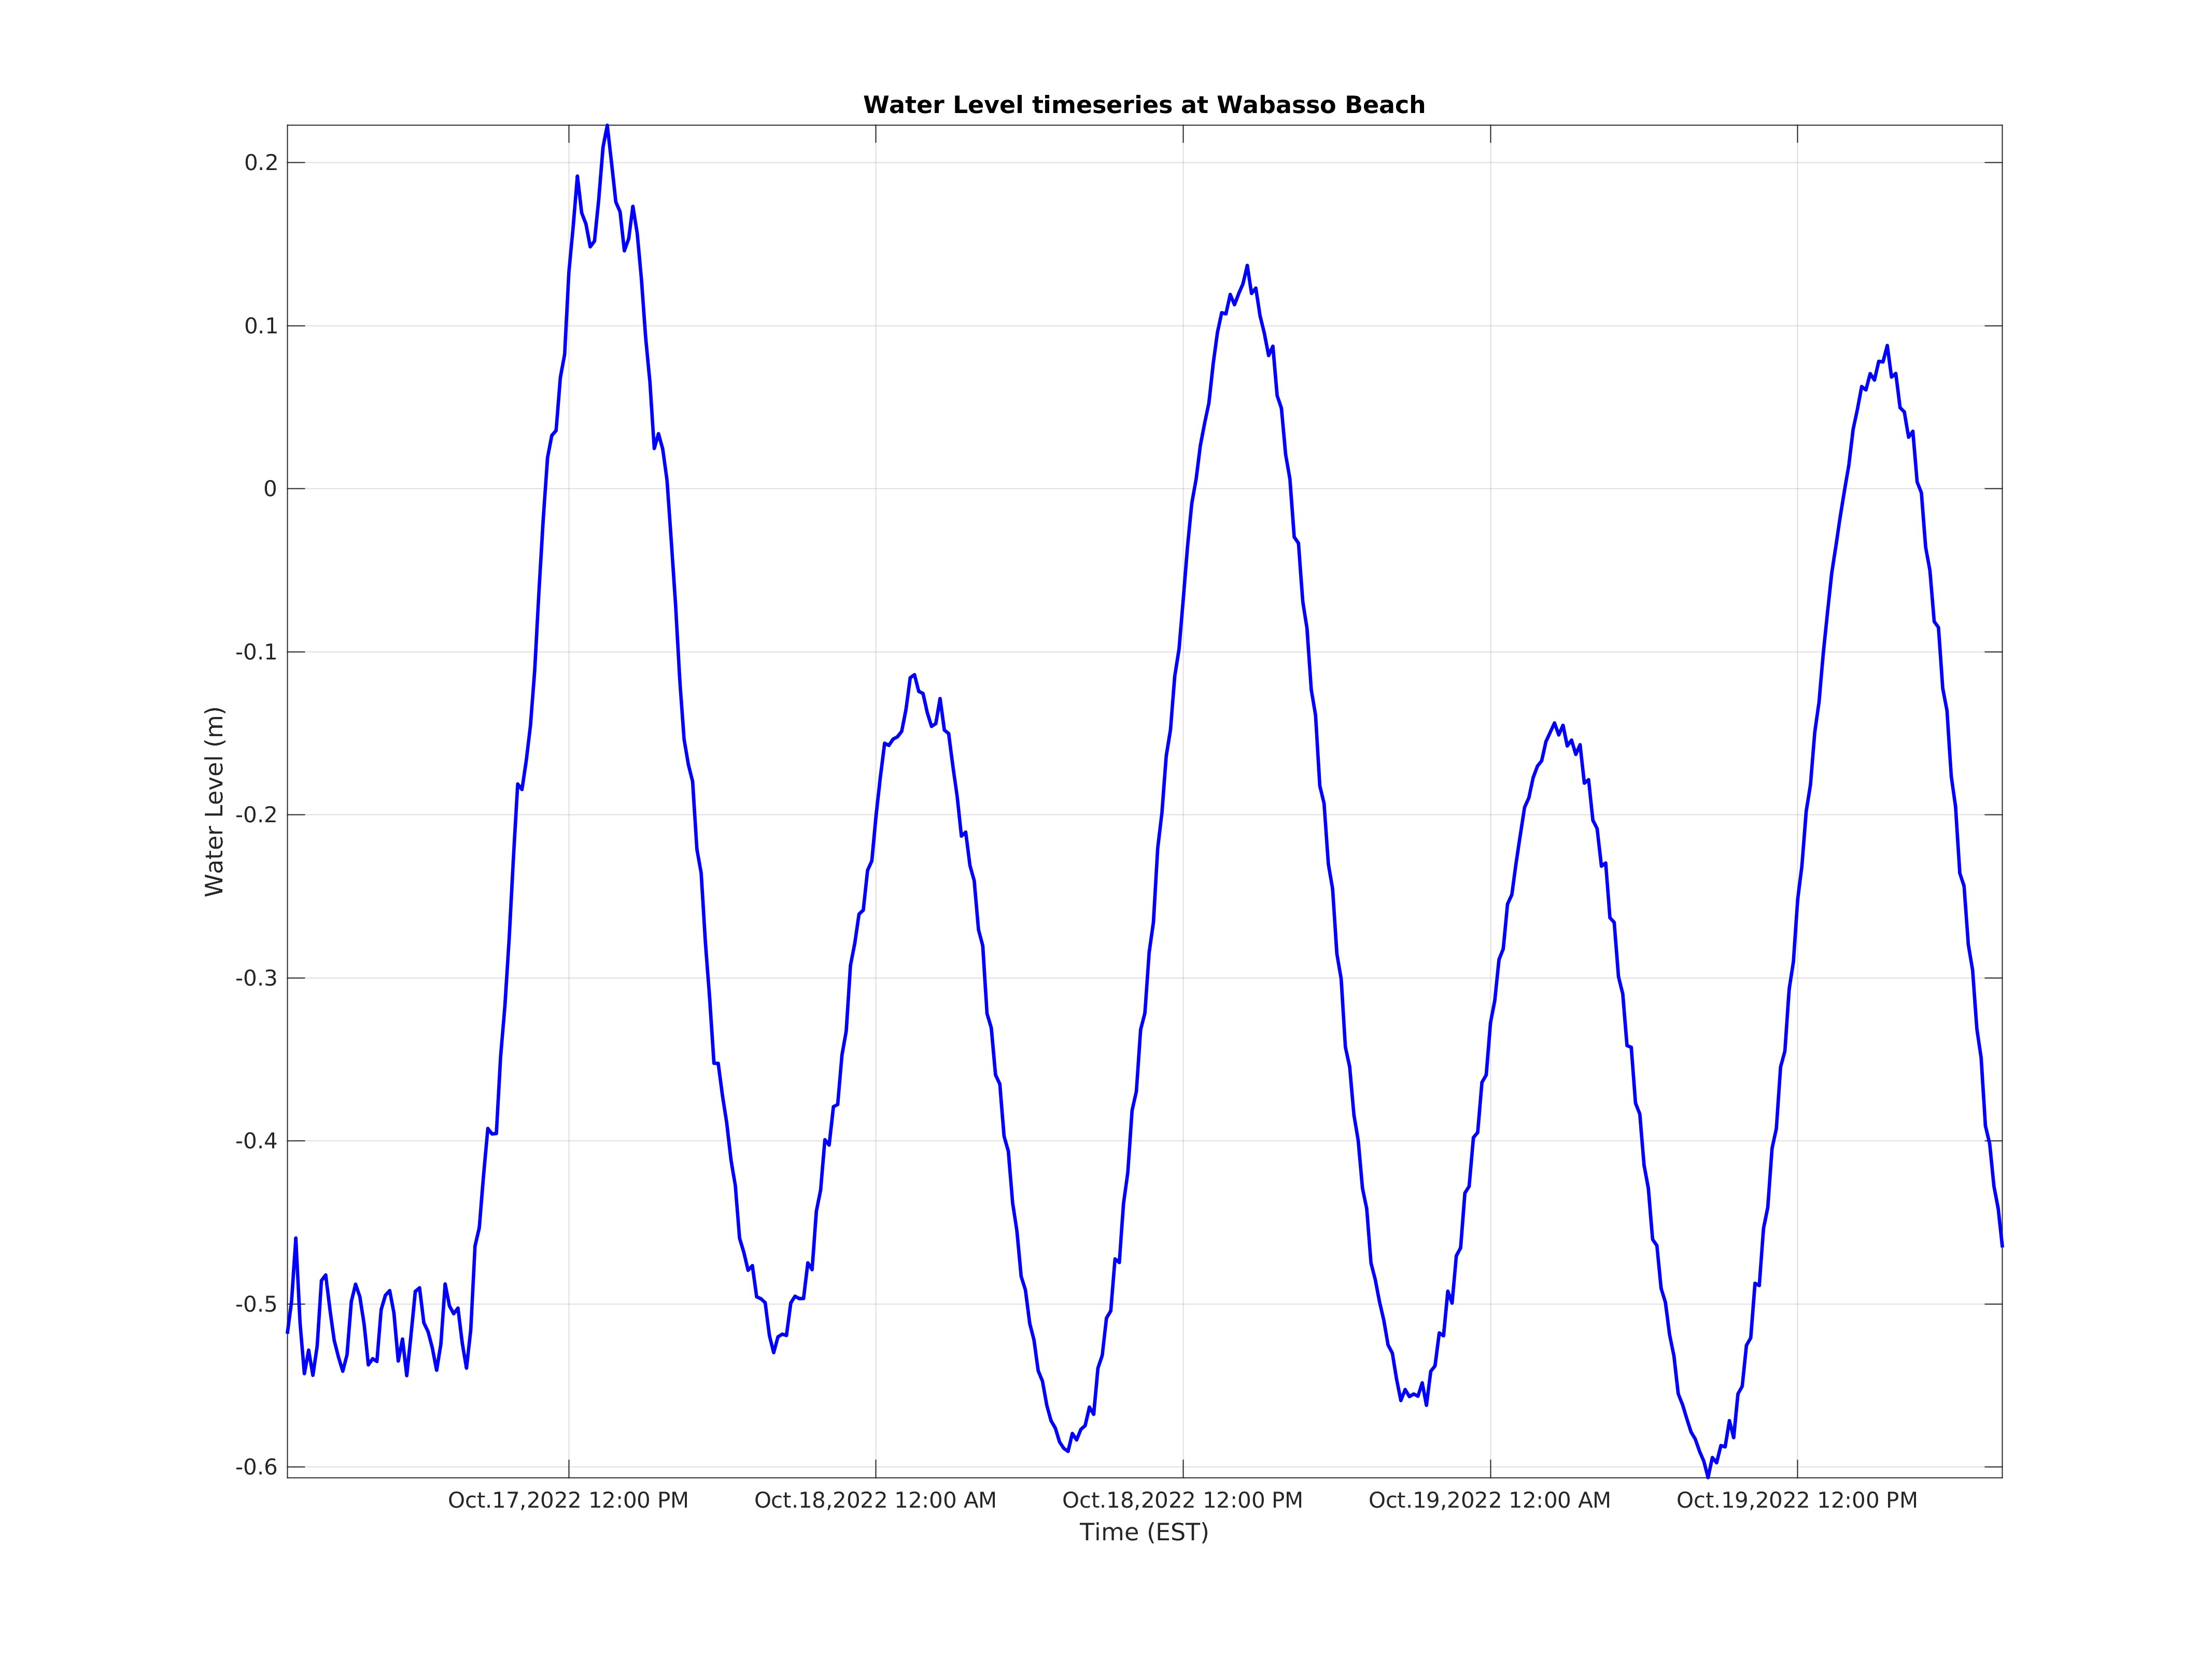 Water Level timeseries at Wabasso Beach
0.2
0.1
0
-0.1
-0.2
-0.3
-0.4
-0.5
-0.6
Water Level (m)
Oct.17,2022 12:00 PM Oct.18,2022 12:00 AM Oct.18,2022 12:00 PM Oct.19,2022 12:00 AM Oct.19,2022 12:00 PM
Time (EST)